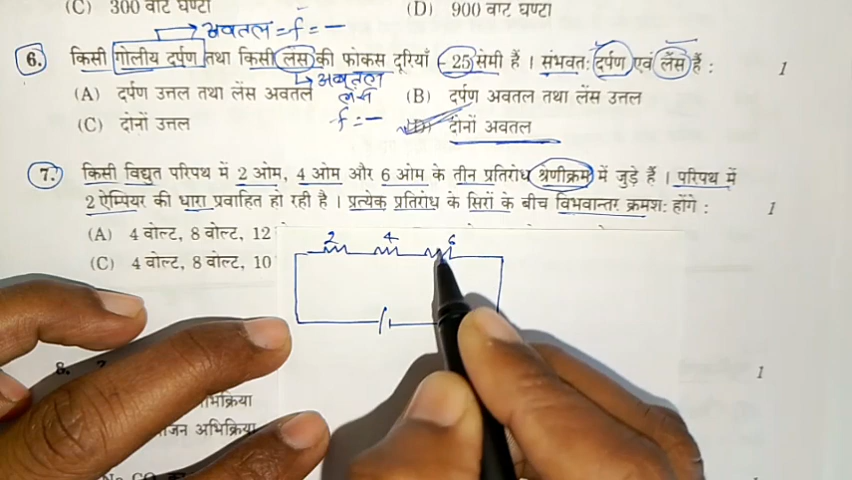 (C) 300 वाट घण्टा (D) 900 वाट घण्टा
अवतल = f = −
6. किसी गोलीय दर्पण तथा किसी लेंस की फोकस दूरियाँ - 25 संमी हैं । संभवत: दर्पण एवं लेंस हैं : 1
अवतल
(A) दर्पण उत्तल तथा लेंस अवतल (B) दर्पण अवतल तथा लेंस उत्तल
लेंस
f = −
(C) दोनों उत्तल (D) दोनों अवतल
7. किसी विद्युत परिपथ में 2 ओम, 4 ओम और 6 ओम के तीन प्रतिरोध श्रेणीक्रम में जुड़े हैं । परिपथ में
2 ऐम्पियर की धारा प्रवाहित हो रही है । प्रत्येक प्रतिरोध के सिरों के बीच विभवान्तर क्रमश: होंगे : 1
(A) 4 वोल्ट, 8 वोल्ट, 12
2 4 6
(C) 4 वोल्ट, 8 वोल्ट, 10
8. 1
अभिक्रिया
अभिक्रिया